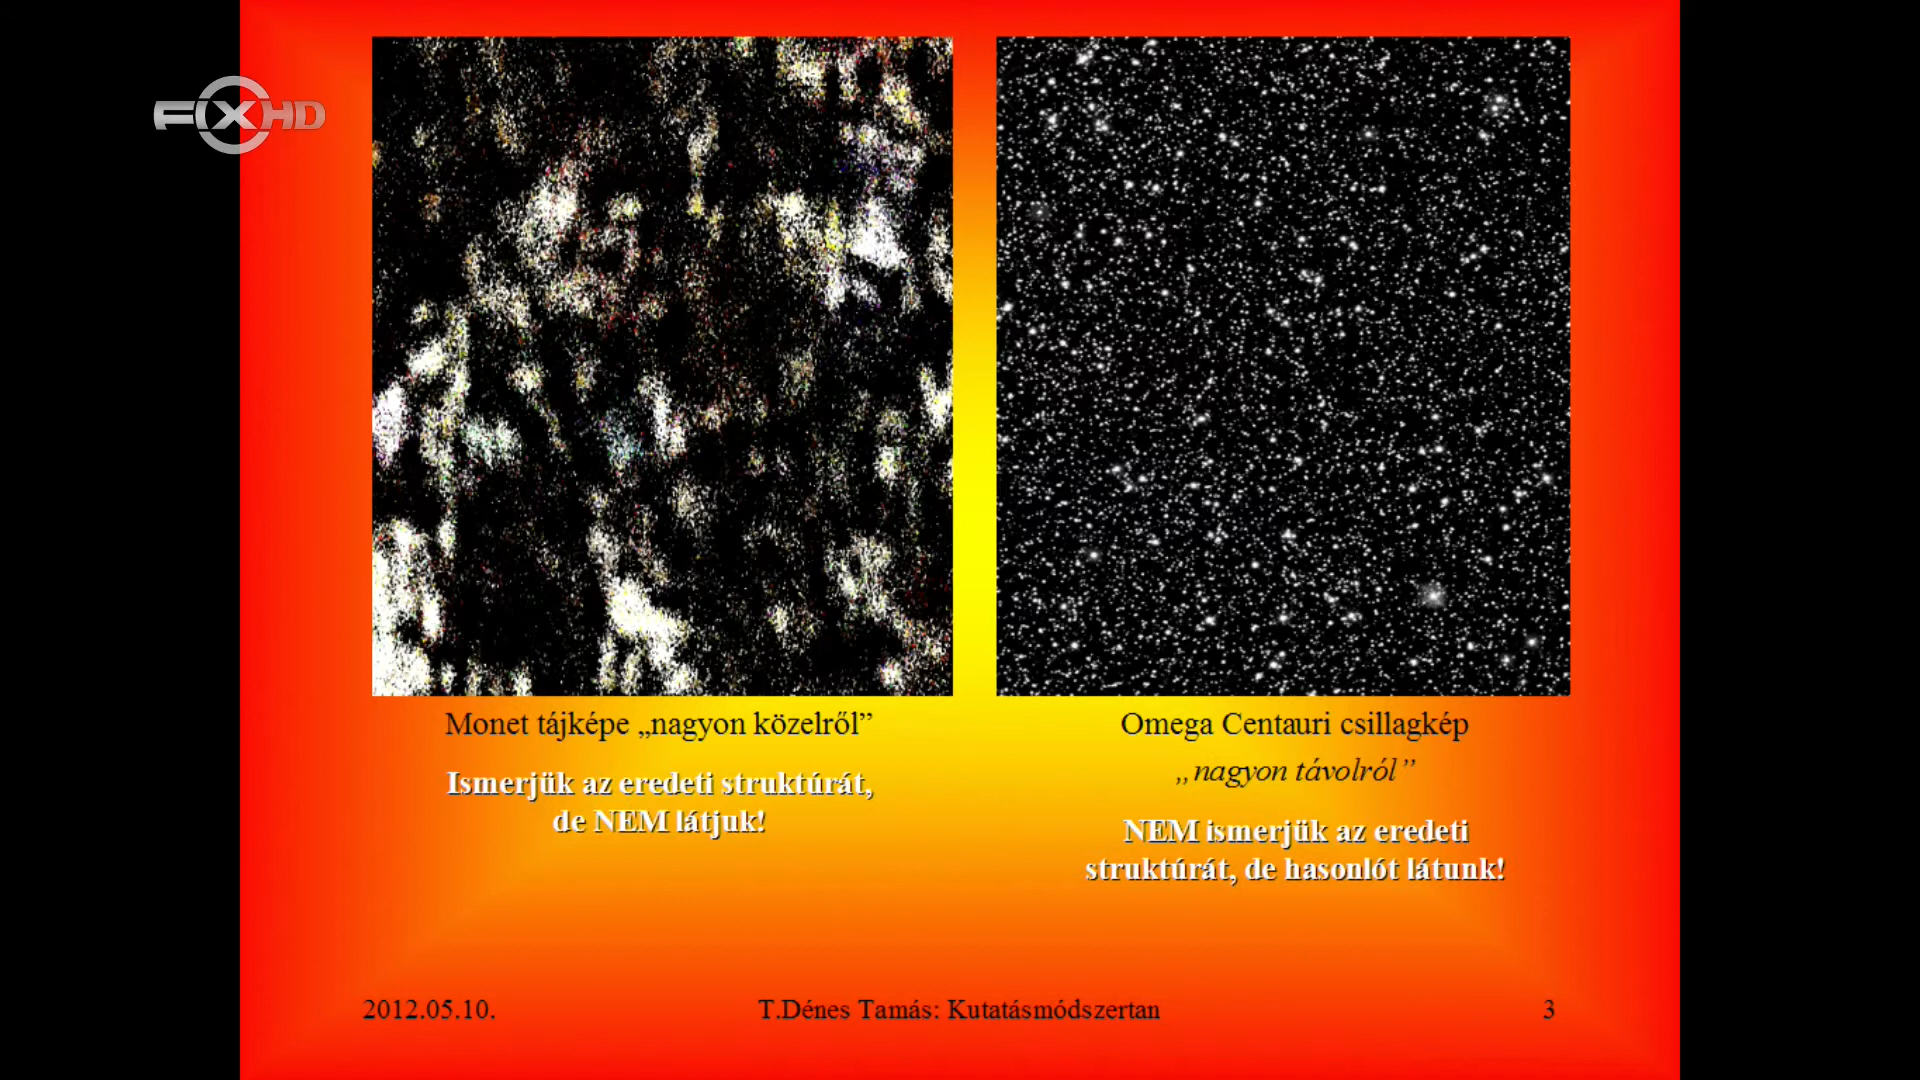 FIXHD
Monet tájképe „nagyon közelről”
Ismerjük az eredeti struktúrát,
de NEM látjuk!
Omega Centauri csillagkép
„nagyon távolról”
NEM ismerjük az eredeti
struktúrát, de hasonlót látunk!
2012.05.10.
T.Dénes Tamás: Kutatásmódszertan
3